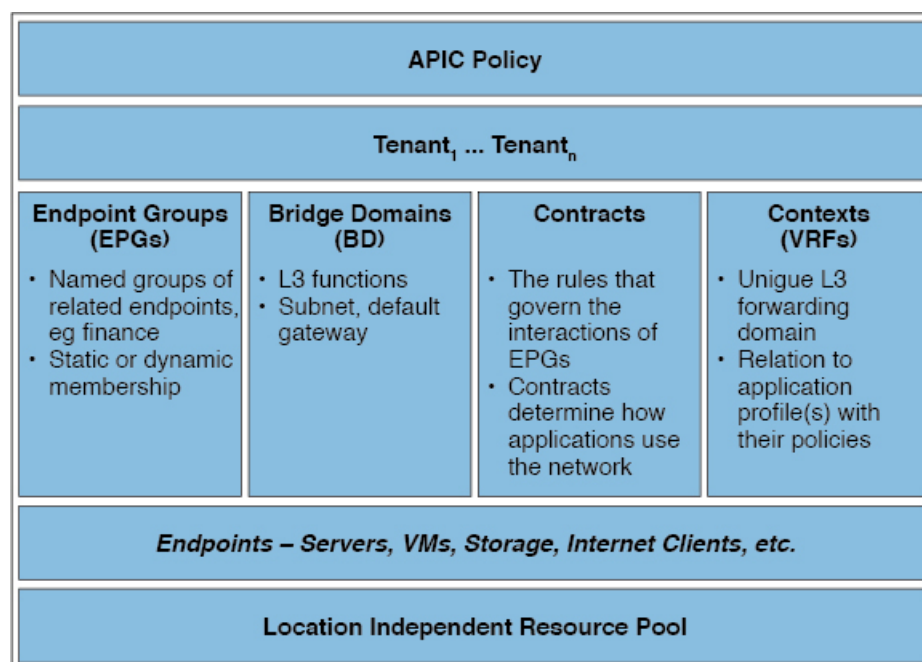 APIC Policy
Tenant1 ... Tenantn
Endpoint Groups
(EPGs)
• Named groups of
related endpoints,
eg finance
• Static or dynamic
membership
Bridge Domains
(BD)
• L3 functions
• Subnet, default
gateway
Contracts
• The rules that
govern the
interactions of
EPGs
• Contracts
determine how
applications use
the network
Contexts
(VRFs)
• Unigue L3
forwarding
domain
• Relation to
application
profile(s) with
their policies
Endpoints – Servers, VMs, Storage, Internet Clients, etc.
Location Independent Resource Pool